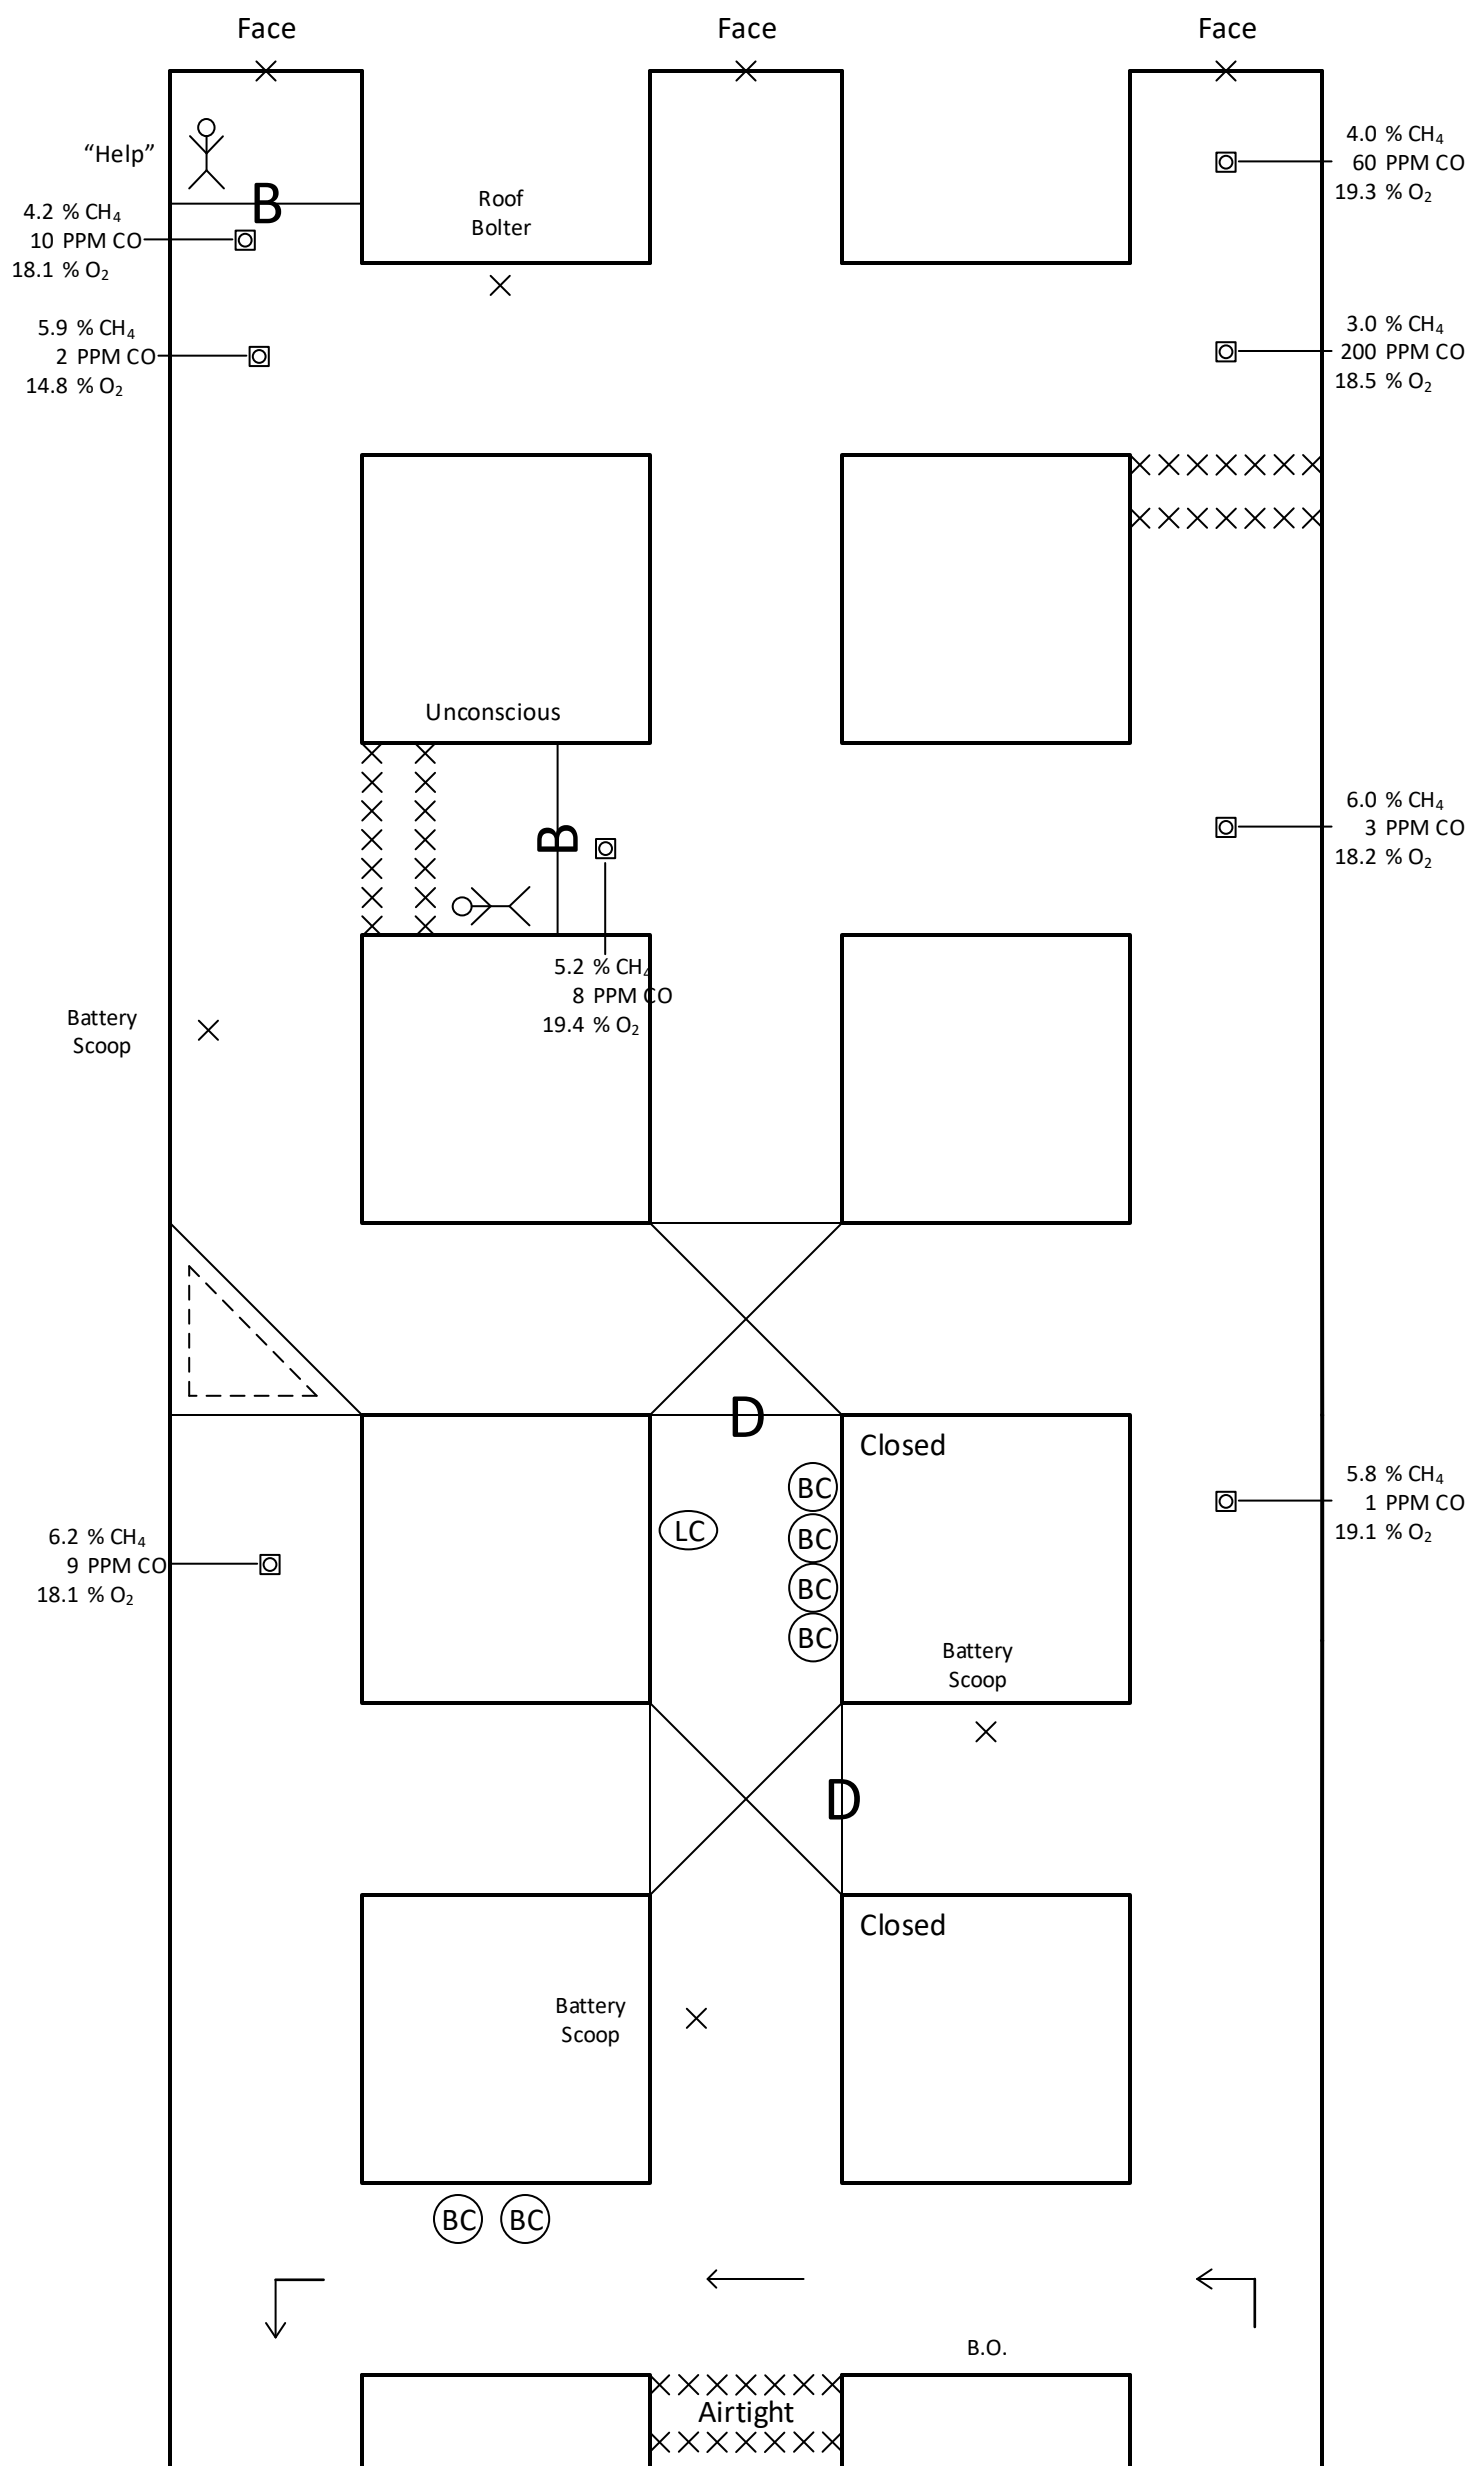 Face
Face
Face
“Help”
4.0 % CH₄
60 PPM CO
19.3 % O₂
B
Roof
Bolter
4.2 % CH₄
10 PPM CO
18.1 % O₂
5.9 % CH₄
2 PPM CO
14.8 % O₂
3.0 % CH₄
200 PPM CO
18.5 % O₂
Unconscious
B
6.0 % CH₄
3 PPM CO
18.2 % O₂
5.2 % CH₄
8 PPM CO
19.4 % O₂
Battery
Scoop
D
Closed
BC
LC
BC
BC
BC
5.8 % CH₄
1 PPM CO
19.1 % O₂
6.2 % CH₄
9 PPM CO
18.1 % O₂
Battery
Scoop
D
Closed
Battery
Scoop
BC BC
B.O.
Airtight